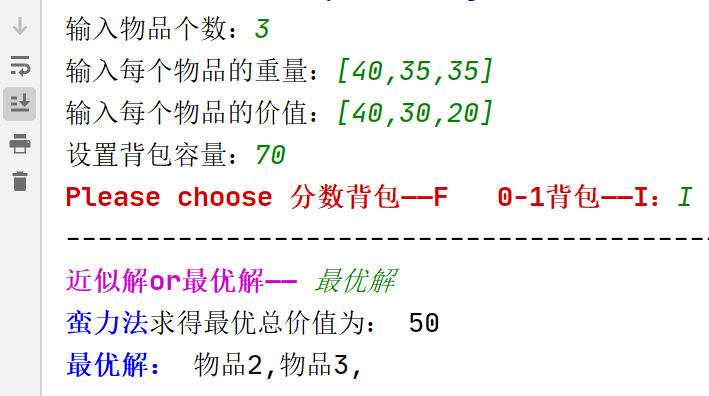 输入物品个数：3
输入每个物品的重量：[40,35,35]
输入每个物品的价值：[40,30,20]
设置背包容量：70
Please choose 分数背包——F   0-1背包——I：I
---------------------------------------------
近似解or最优解—— 最优解
蛮力法求得最优总价值为： 50
最优解： 物品2,物品3,